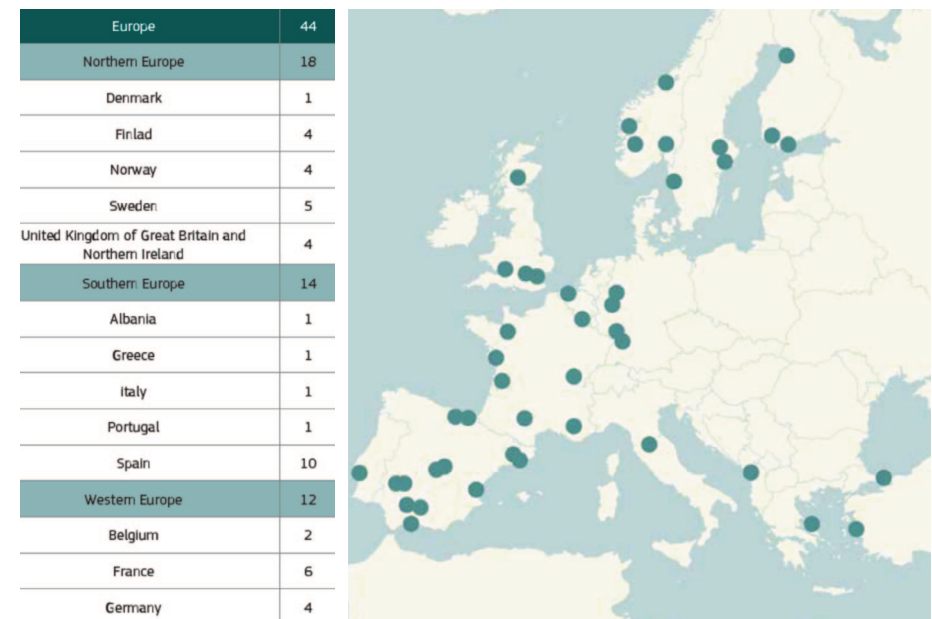 Europe 44
Northern Europe 18
Denmark 1
Finlad 4
Norway 4
Sweden 5
United Kingdom of Great Britain and
Northern Ireland 4
Southern Europe 14
Albania 1
Greece 1
italy 1
Portugal 1
Spain 10
Western Europe 12
Belgium 2
France 6
Germany 4